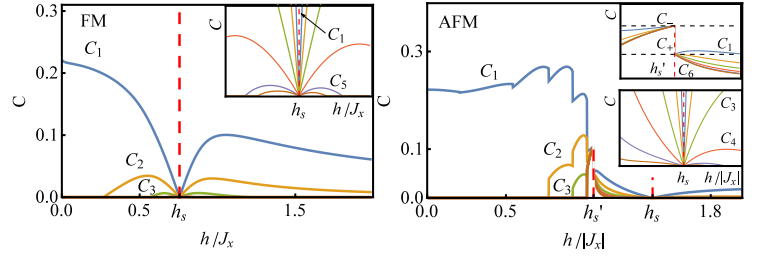 FM
C
0.3
0.2
0.1
0.0
C₁
C₂
C₃
0.0
0.5
hₛ
1.5
h/Jₓ
C
C₁
C₅
hₛ
h/Jₓ
AFM
C
0.3
0.1
0.0
C₁
C₂
C₃
0.0
0.5
hₛ'
hₛ
1.8
h/|Jₓ|
C
C₋
C₊
C₁
hₛ'
C₆
C
C₃
C₄
hₛ
h/|Jₓ|